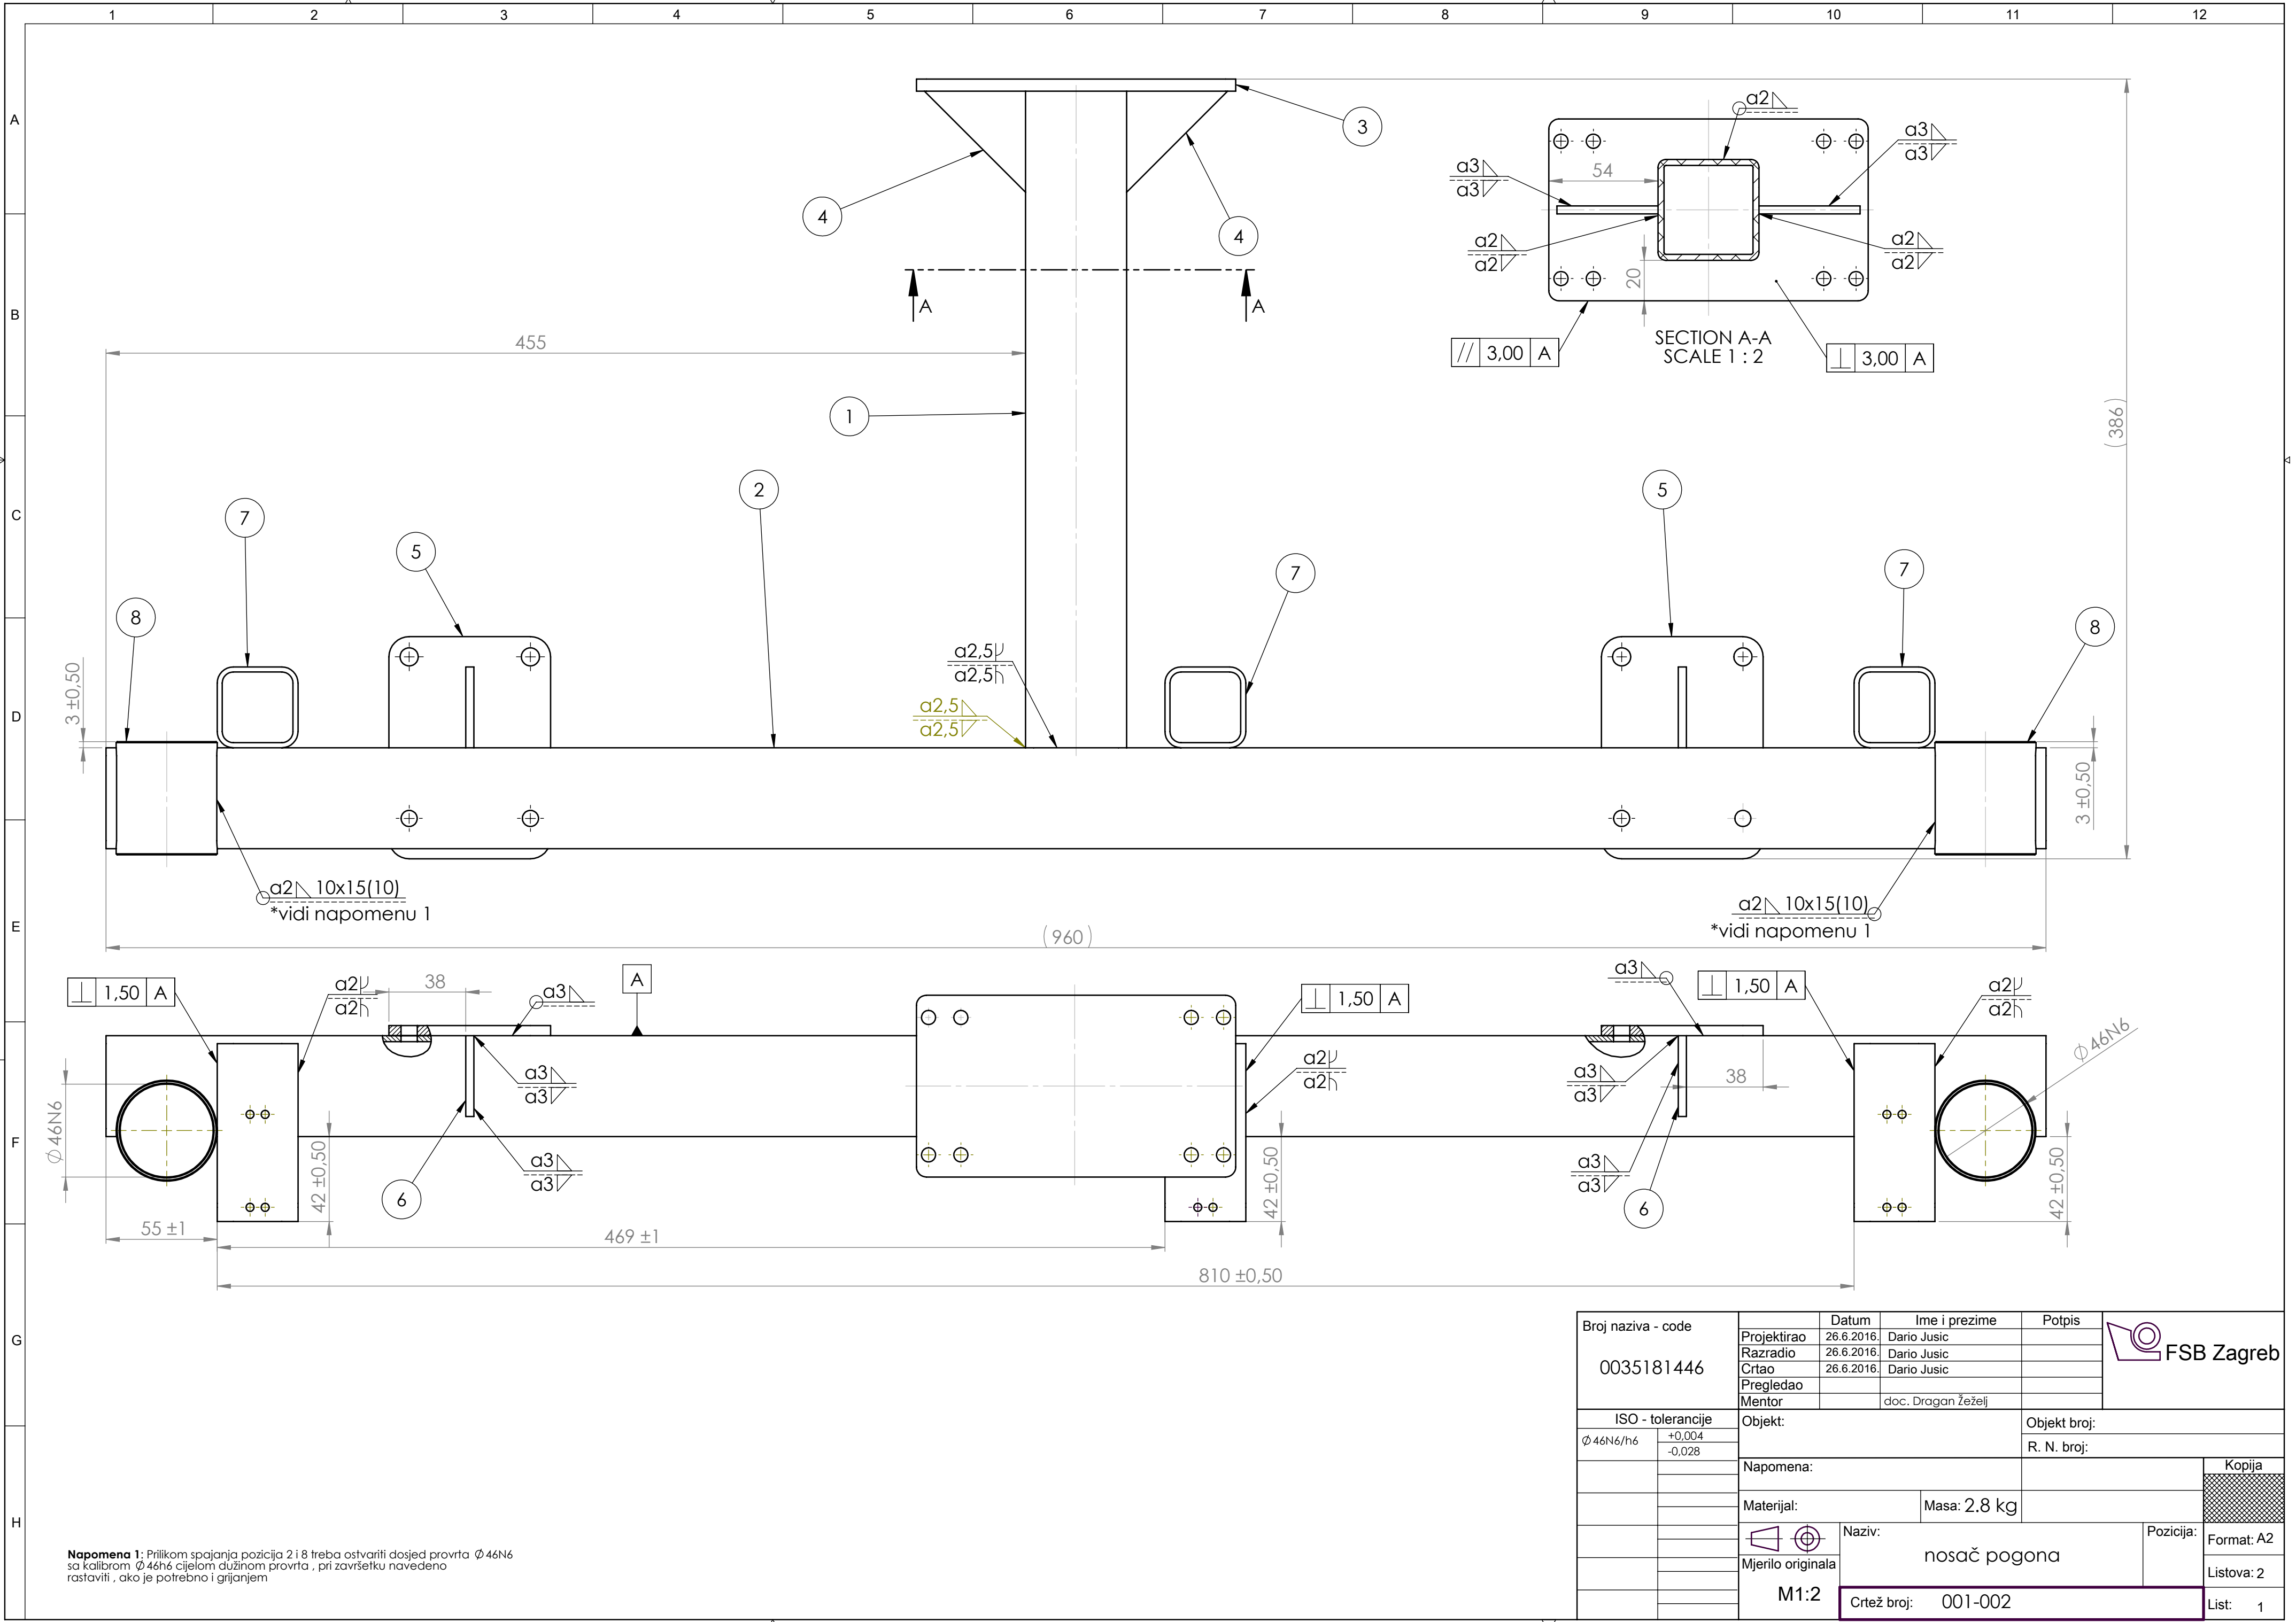 1 2 3 4 5 6 7 8 9 10 11 12
A
B
C
D
E
F
G
H
3
4
4
A A
455
1
2
7
5
8
7
5
7
8
3 ±0,50
a2,5
a2,5
a2,5
a2,5
3 ±0,50
(386)
a2
a3
a3
54
a3
a3
a2
a2
a2
a2
20
// 3,00 A
SECTION A-A
SCALE 1 : 2
⊥ 3,00 A
a2 10x15(10)
*vidi napomenu 1
a2 10x15(10)
*vidi napomenu 1
(960)
⊥ 1,50 A
a2
a2
38
a3
A
⊥ 1,50 A
a3
⊥ 1,50 A
a2
a2
Ø46N6
a3
a3
a2
a2
a3
a3
38
Ø46N6
a3
a3
a3
a3
42 ±0,50
6
42 ±0,50
6
42 ±0,50
55 ±1
469 ±1
810 ±0,50
Broj naziva - code
0035181446
Datum Ime i prezime Potpis
Projektirao 26.6.2016. Dario Jusic
Razradio 26.6.2016. Dario Jusic
Crtao 26.6.2016. Dario Jusic
Pregledao
Mentor doc. Dragan Žeželj
FSB Zagreb
ISO - tolerancije
Ø46N6/h6 +0,004
-0,028
Objekt:
Objekt broj:
R. N. broj:
Napomena:
Kopija
Materijal:
Masa: 2.8 kg
Naziv:
nosač pogona
Pozicija:
Format: A2
Mjerilo originala
M1:2
Listova: 2
Crtež broj: 001-002
List: 1
Napomena 1: Prilikom spajanja pozicija 2 i 8 treba ostvariti dosjed provrta Ø46N6
sa kalibrom Ø46h6 cijelom dužinom provrta , pri završetku navedeno
rastaviti , ako je potrebno i grijanjem